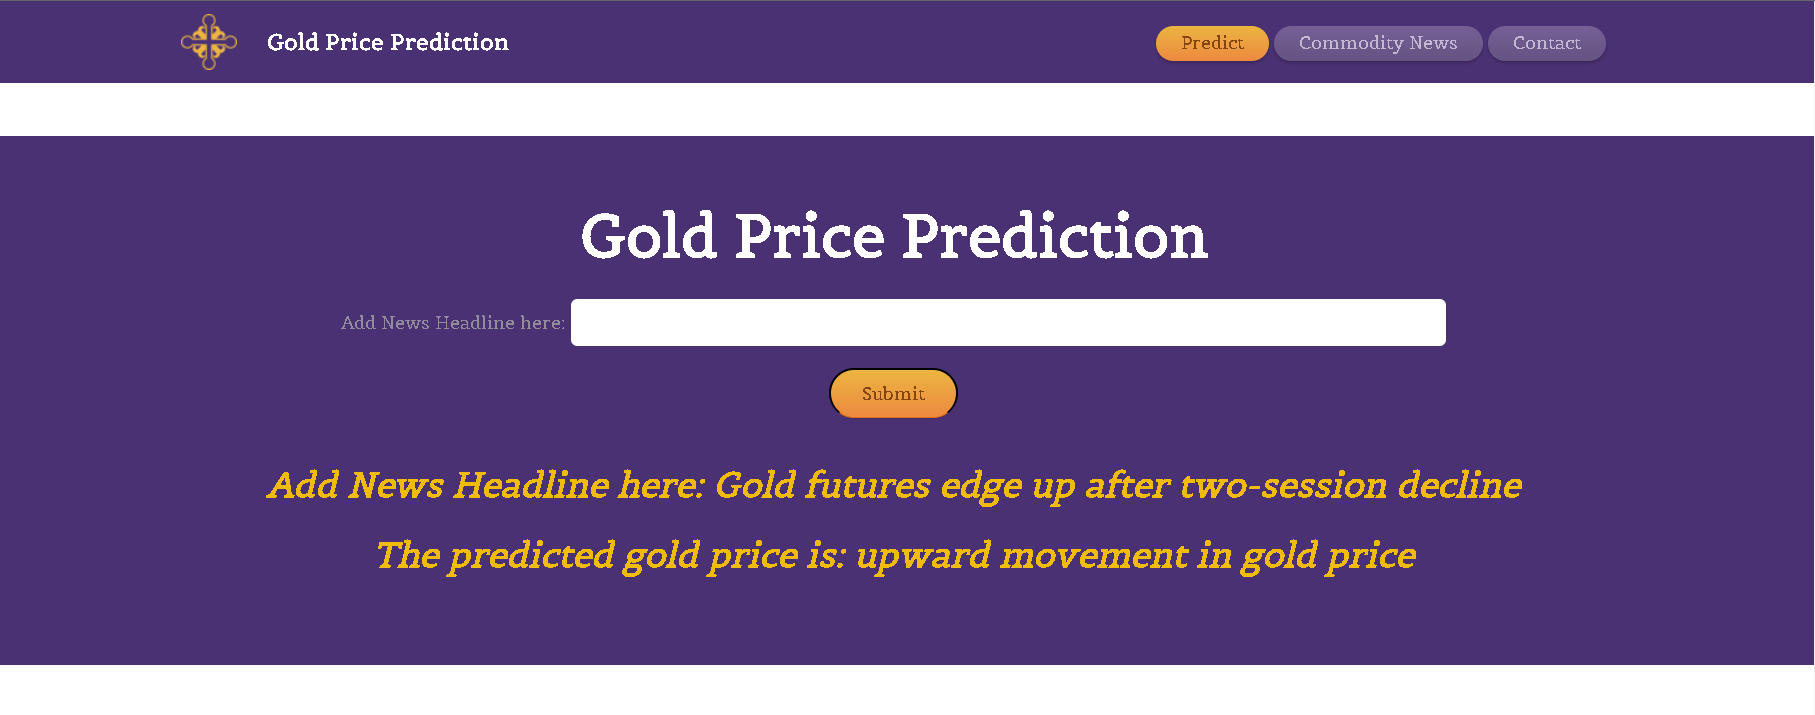 Gold Price Prediction
Predict
Commodity News
Contact
Gold Price Prediction
Add News Headline here:
Submit
Add News Headline here: Gold futures edge up after two-session decline
The predicted gold price is: upward movement in gold price